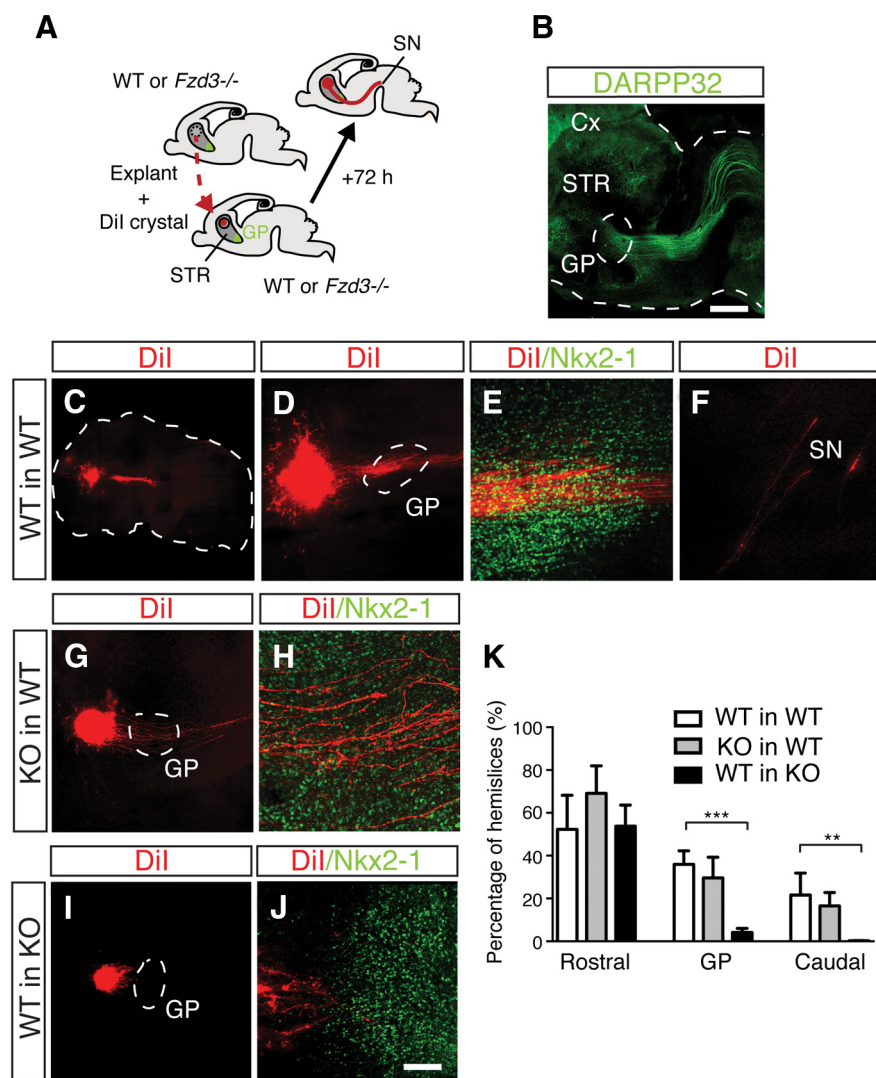 A
WT or Fzd3-/-
SN
Explant
+
DiI crystal
+72 h
GP
STR
WT or Fzd3-/-
B
DARPP32
Cx
STR
GP
DiI
DiI
DiI/Nkx2-1
DiI
WT in WT
C
D
GP
E
F
SN
DiI
DiI/Nkx2-1
KO in WT
G
GP
H
DiI
DiI/Nkx2-1
WT in KO
I
GP
J
K
Percentage of hemislices (%)
100
80
60
40
20
0
WT in WT
KO in WT
WT in KO
***
**
Rostral
GP
Caudal